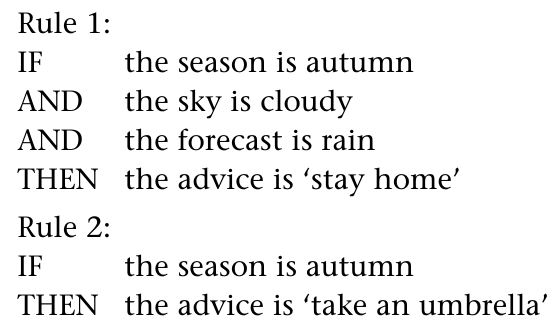 Rule 1:
IF the season is autumn
AND the sky is cloudy
AND the forecast is rain
THEN the advice is ‘stay home’
Rule 2:
IF the season is autumn
THEN the advice is ‘take an umbrella’